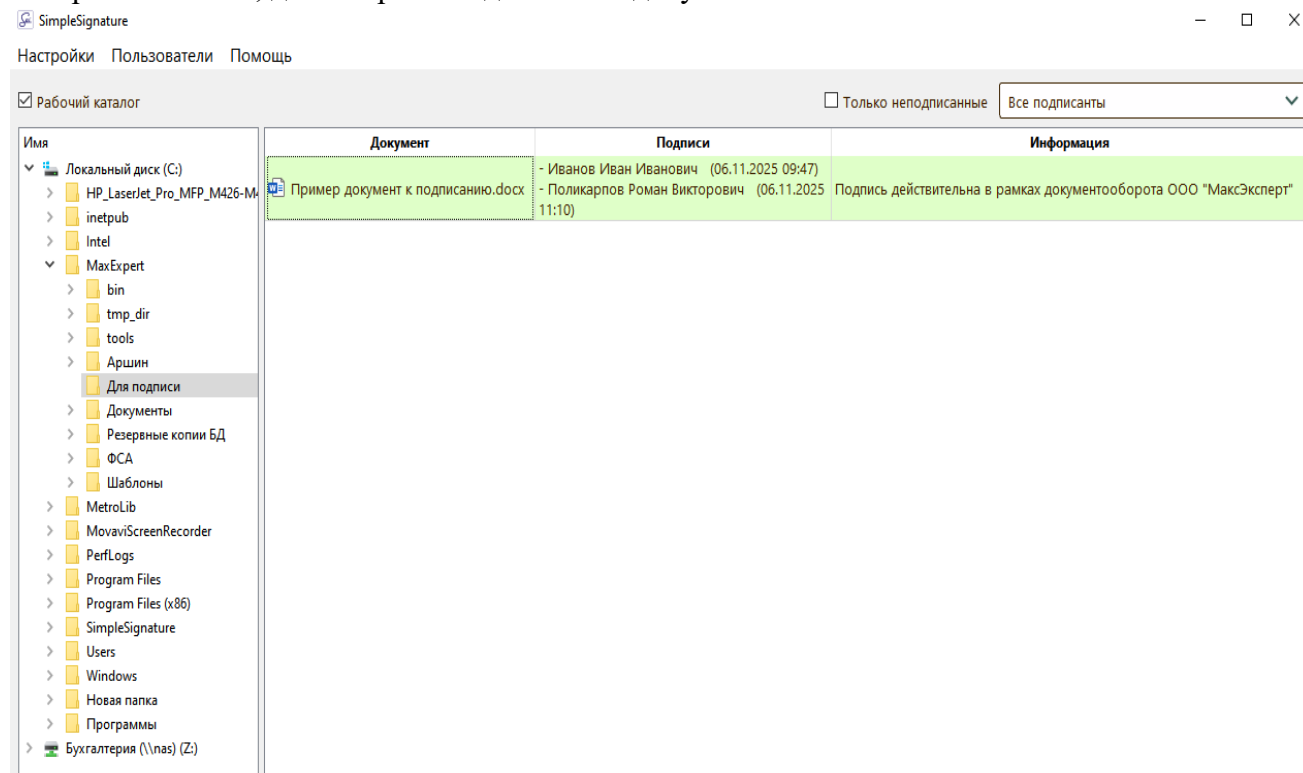 SimpleSignature
Настройки Пользователи Помощь
Рабочий каталог
Только неподписанные
Все подписанты
Имя
Локальный диск (C:)
HP_LaserJet_Pro_MFP_M426-M4
inetpub
Intel
MaxExpert
bin
tmp_dir
tools
Аршин
Для подписи
Документы
Резервные копии БД
ФСА
Шаблоны
MetroLib
MovaviScreenRecorder
PerfLogs
Program Files
Program Files (x86)
SimpleSignature
Users
Windows
Новая папка
Программы
Бухгалтерия (\\nas) (Z:)
Документ
Подписи
Информация
Пример документ к подписанию.docx
- Иванов Иван Иванович (06.11.2025 09:47)
- Поликарпов Роман Викторович (06.11.2025
11:10)
Подпись действительна в рамках документооборота ООО "МаксЭксперт"